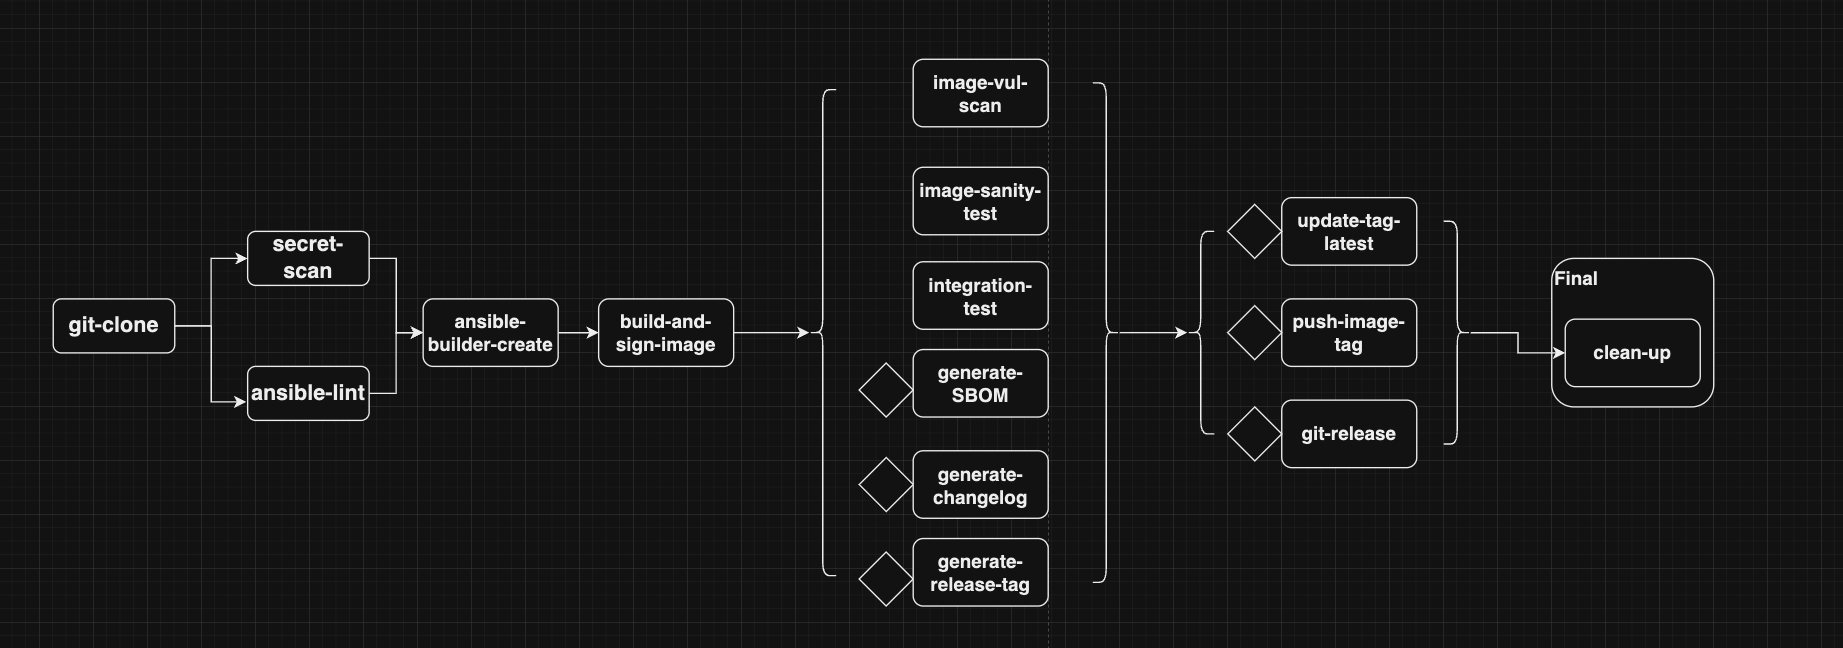 git-clone
secret-
scan
ansible-lint
ansible-
builder-create
build-and-
sign-image
image-vul-
scan
image-sanity-
test
integration-
test
generate-
SBOM
generate-
changelog
generate-
release-tag
update-tag-
latest
push-image-
tag
git-release
Final
clean-up